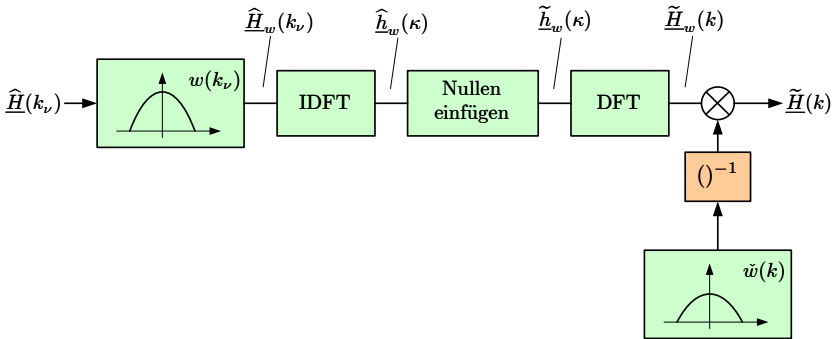 Ĥ_w(k_ν)
ĥ_w(κ)
h̃_w(κ)
H̃_w(k)
Ĥ(k_ν)
w(k_ν)
IDFT
Nullen
einfügen
DFT
H̃(k)
()⁻¹
w̌(k)